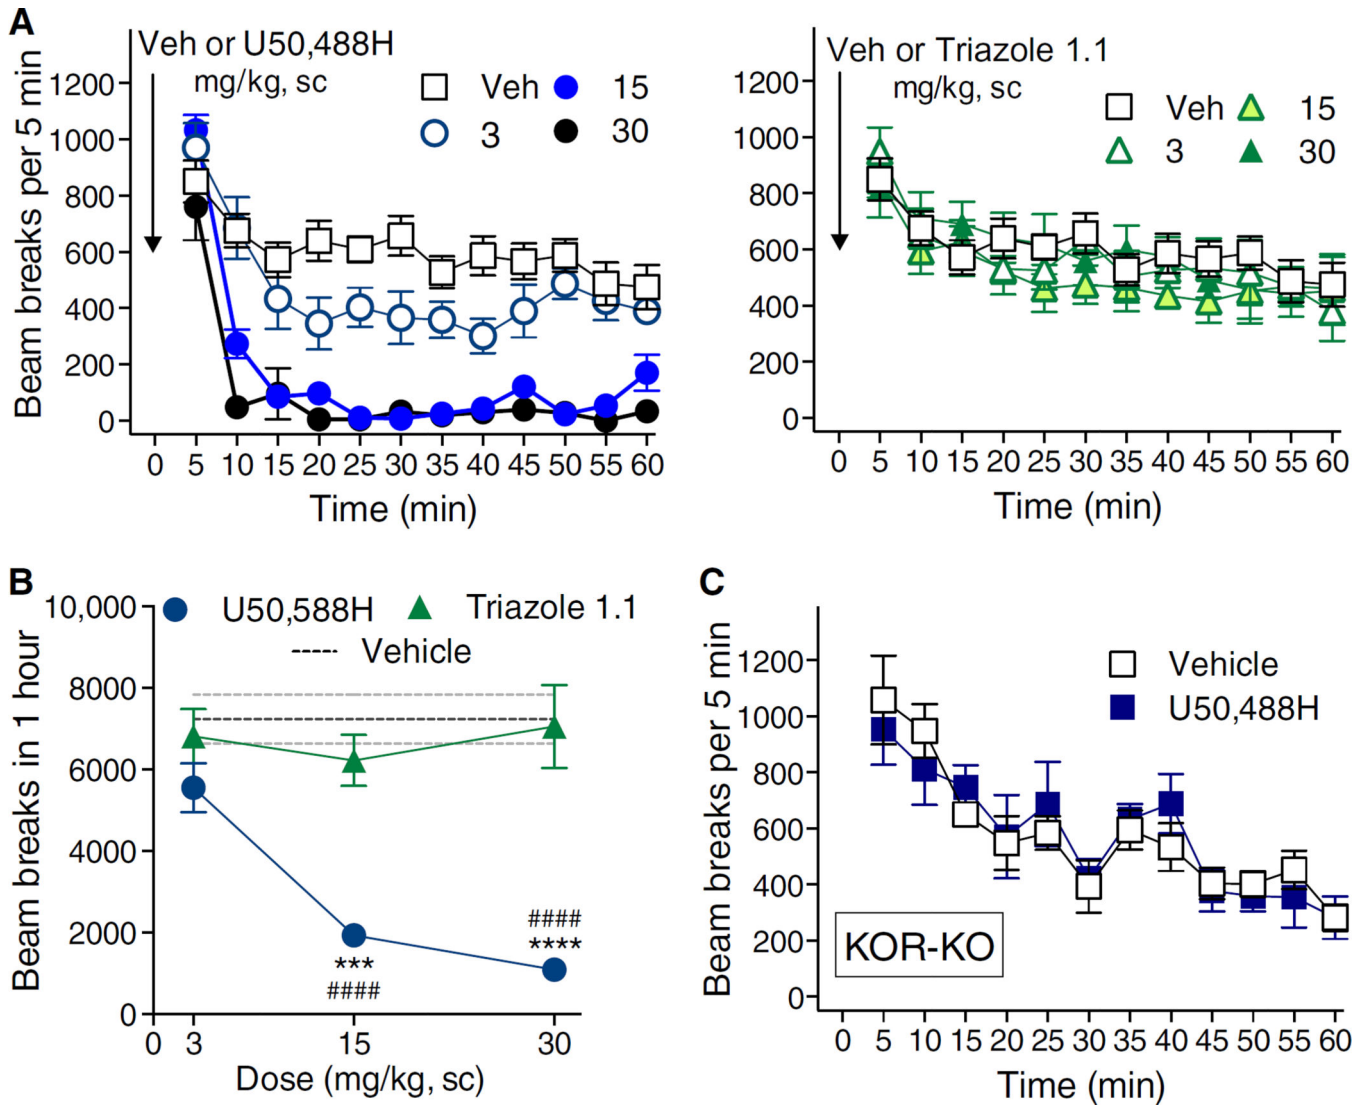 A
Veh or U50,488H
mg/kg, sc
Veh 15
3 30
Beam breaks per 5 min
1200
1000
800
600
400
200
0
0 5 10 15 20 25 30 35 40 45 50 55 60
Time (min)
Veh or Triazole 1.1
mg/kg, sc
Veh 15
3 30
1200
1000
800
600
400
200
0
0 5 10 15 20 25 30 35 40 45 50 55 60
Time (min)
B
U50,588H Triazole 1.1
Vehicle
Beam breaks in 1 hour
10,000
8000
6000
4000
2000
0
***
####
####
****
0 3 15 30
Dose (mg/kg, sc)
C
Vehicle
U50,488H
Beam breaks per 5 min
1200
1000
800
600
400
200
0
KOR-KO
0 5 10 15 20 25 30 35 40 45 50 55 60
Time (min)